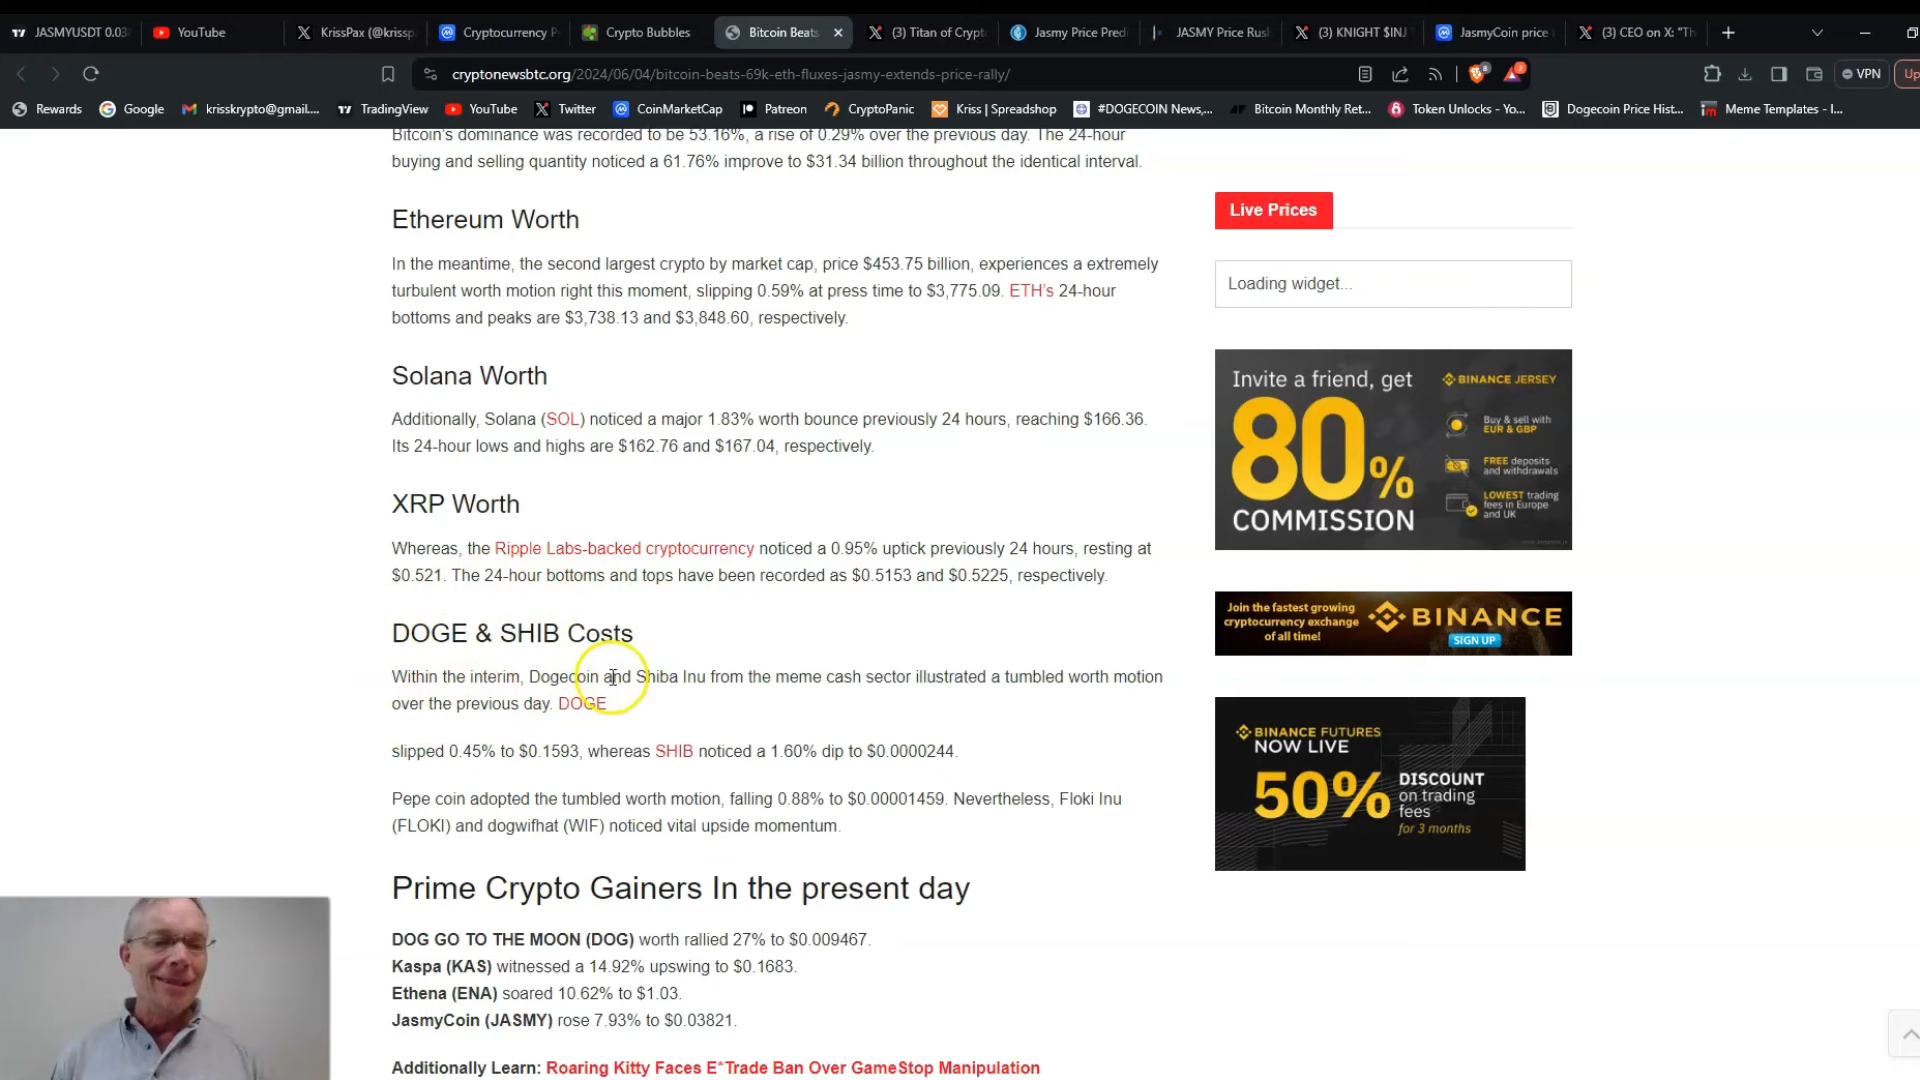 JASMYUSDT 0.03
YouTube
KrissPax (@krissp
Cryptocurrency P
Crypto Bubbles
Bitcoin Beats
(3) Titan of Crypt
Jasmy Price Predi
JASMY Price Rus
(3) KNIGHT $INJ
JasmyCoin price
(3) CEO on X: "Th
cryptonewsbtc.org/2024/06/04/bitcoin-beats-69k-eth-fluxes-jasmy-extends-price-rally/
VPN
Up
Rewards
Google
krisskrypto@gmail....
TradingView
YouTube
Twitter
CoinMarketCap
Patreon
CryptoPanic
Kriss | Spreadshop
#DOGECOIN News,...
Bitcoin Monthly Ret...
Token Unlocks - Yo...
Dogecoin Price Hist...
Meme Templates - I...
Bitcoin's dominance was recorded to be 53.16%, a rise of 0.29% over the previous day. The 24-hour
buying and selling quantity noticed a 61.76% improve to $31.34 billion throughout the identical interval.
Ethereum Worth
In the meantime, the second largest crypto by market cap, price $453.75 billion, experiences a extremely
turbulent worth motion right this moment, slipping 0.59% at press time to $3,775.09. ETH's 24-hour
bottoms and peaks are $3,738.13 and $3,848.60, respectively.
Solana Worth
Additionally, Solana (SOL) noticed a major 1.83% worth bounce previously 24 hours, reaching $166.36.
Its 24-hour lows and highs are $162.76 and $167.04, respectively.
XRP Worth
Whereas, the Ripple Labs-backed cryptocurrency noticed a 0.95% uptick previously 24 hours, resting at
$0.521. The 24-hour bottoms and tops have been recorded as $0.5153 and $0.5225, respectively.
DOGE & SHIB Costs
Within the interim, Dogecoin and Shiba Inu from the meme cash sector illustrated a tumbled worth motion
over the previous day. DOGE
slipped 0.45% to $0.1593, whereas SHIB noticed a 1.60% dip to $0.0000244.
Pepe coin adopted the tumbled worth motion, falling 0.88% to $0.00001459. Nevertheless, Floki Inu
(FLOKI) and dogwifhat (WIF) noticed vital upside momentum.
Prime Crypto Gainers In the present day
DOG GO TO THE MOON (DOG) worth rallied 27% to $0.009467.
Kaspa (KAS) witnessed a 14.92% upswing to $0.1683.
Ethena (ENA) soared 10.62% to $1.03.
JasmyCoin (JASMY) rose 7.93% to $0.03821.
Additionally Learn: Roaring Kitty Faces E*Trade Ban Over GameStop Manipulation
Live Prices
Loading widget...
Invite a friend, get
80%
COMMISSION
BINANCE JERSEY
Buy & sell with
EUR & GBP
FREE deposits
and withdrawals
LOWEST trading
fees in Europe
and UK
Join the fastest growing
cryptocurrency exchange
of all time!
BINANCE
SIGN UP
BINANCE FUTURES
NOW LIVE
50%
DISCOUNT
on trading
fees
for 3 months